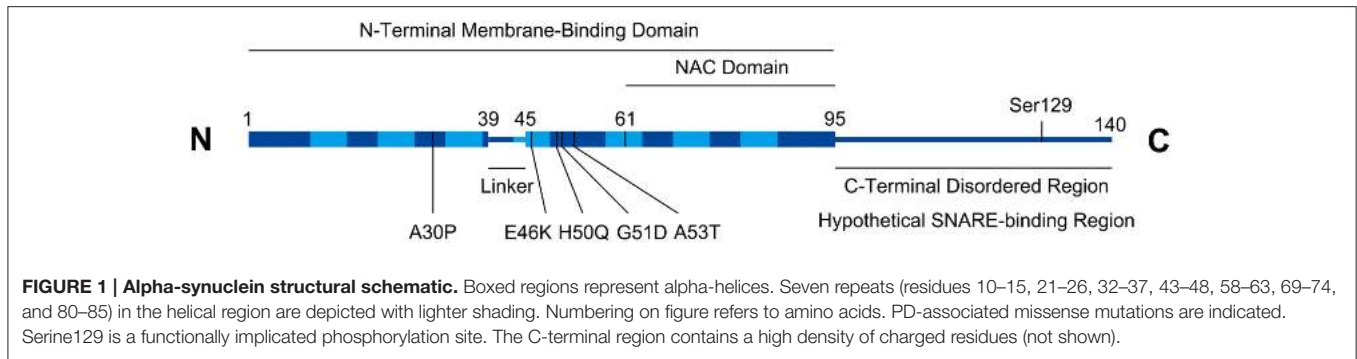 N-Terminal Membrane-Binding Domain
NAC Domain
1 39 45 61 95 Ser129 140
N C
Linker
C-Terminal Disordered Region
A30P E46K H50Q G51D A53T Hypothetical SNARE-binding Region
FIGURE 1 | Alpha-synuclein structural schematic. Boxed regions represent alpha-helices. Seven repeats (residues 10–15, 21–26, 32–37, 43–48, 58–63, 69–74,
and 80–85) in the helical region are depicted with lighter shading. Numbering on figure refers to amino acids. PD-associated missense mutations are indicated.
Serine129 is a functionally implicated phosphorylation site. The C-terminal region contains a high density of charged residues (not shown).